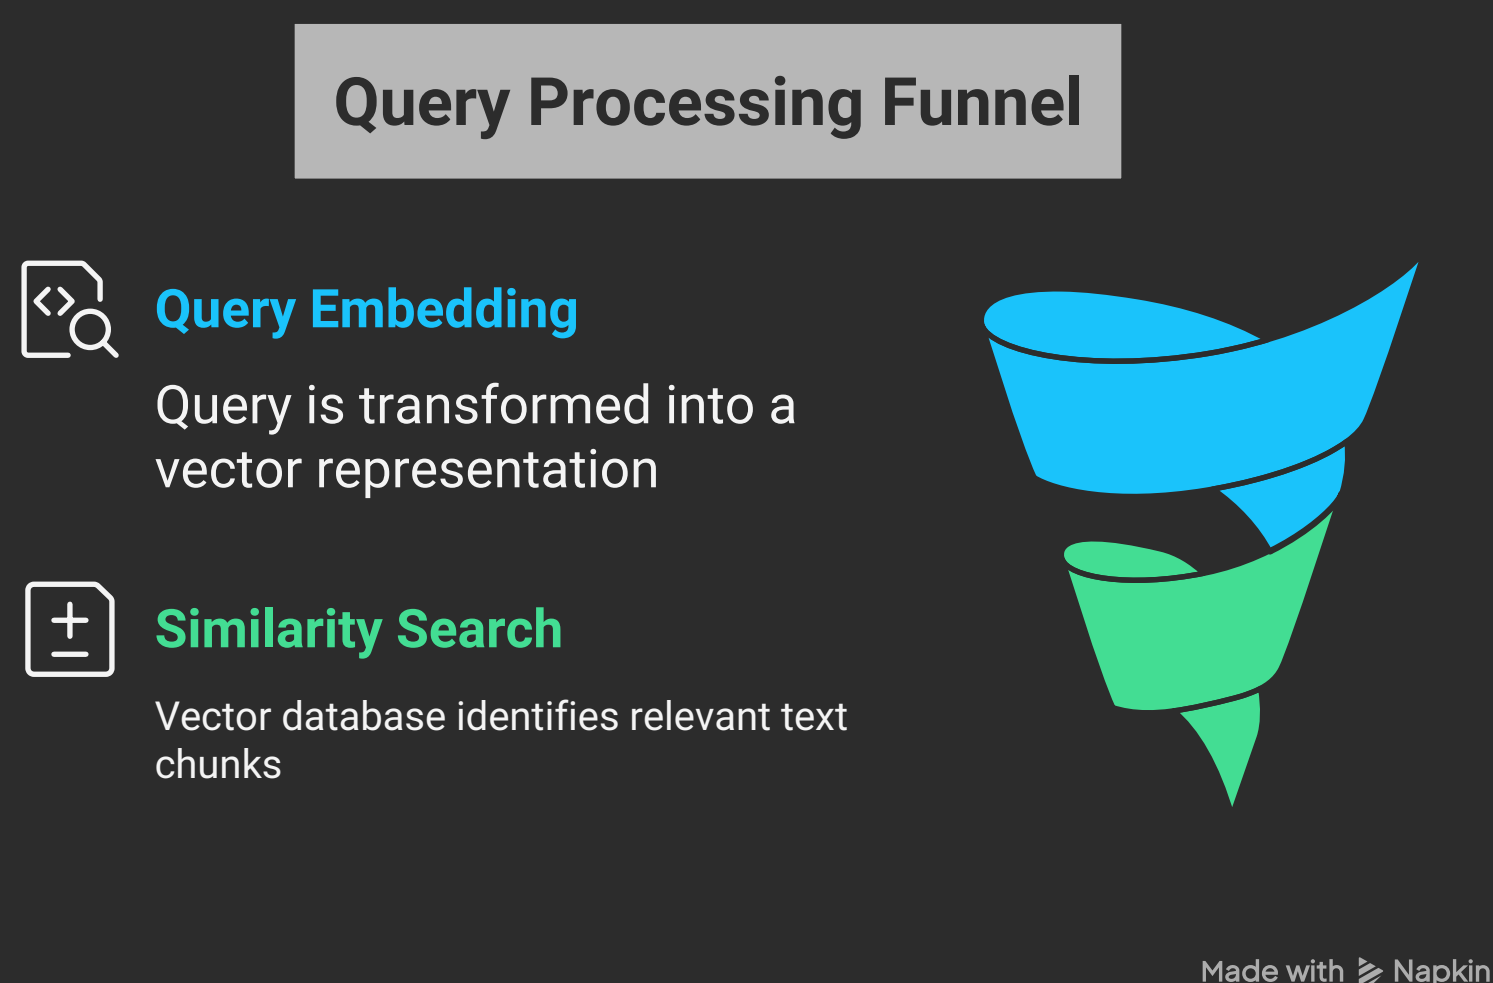 Query Processing Funnel
Query Embedding
Query is transformed into a
vector representation
Similarity Search
Vector database identifies relevant text
chunks
Made with Napkin